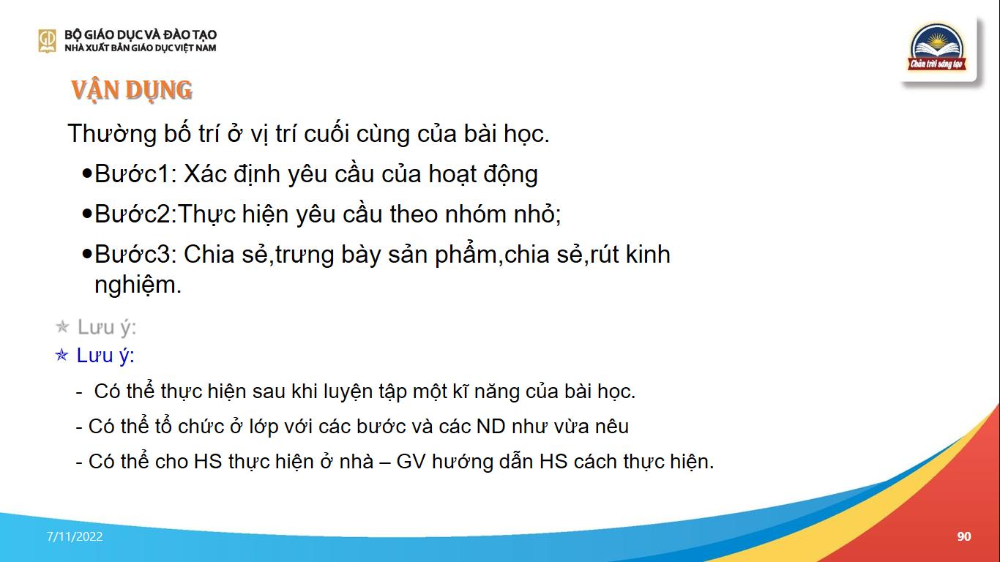 BỘ GIÁO DỤC VÀ ĐÀO TẠO
NHÀ XUẤT BẢN GIÁO DỤC VIỆT NAM
Chân trời sáng tạo
VẬN DỤNG
Thường bố trí ở vị trí cuối cùng của bài học.
●Bước1: Xác định yêu cầu của hoạt động
●Bước2:Thực hiện yêu cầu theo nhóm nhỏ;
●Bước3: Chia sẻ,trưng bày sản phẩm,chia sẻ,rút kinh
nghiệm.
✯ Lưu ý:
✯ Lưu ý:
- Có thể thực hiện sau khi luyện tập một kĩ năng của bài học.
- Có thể tổ chức ở lớp với các bước và các ND như vừa nêu
- Có thể cho HS thực hiện ở nhà – GV hướng dẫn HS cách thực hiện.
7/11/2022
90